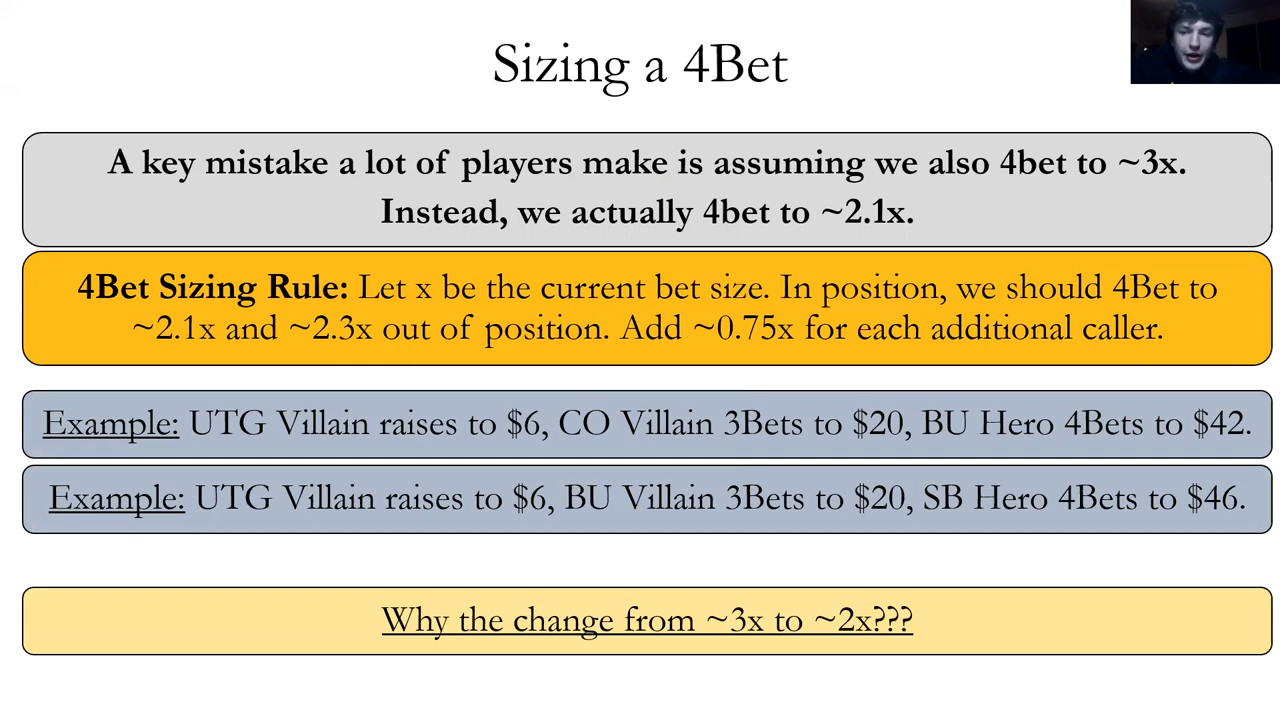 Sizing a 4Bet
A key mistake a lot of players make is assuming we also 4bet to ~3x.
Instead, we actually 4bet to ~2.1x.
4Bet Sizing Rule: Let x be the current bet size. In position, we should 4Bet to
~2.1x and ~2.3x out of position. Add ~0.75x for each additional caller.
Example: UTG Villain raises to $6, CO Villain 3Bets to $20, BU Hero 4Bets to $42.
Example: UTG Villain raises to $6, BU Villain 3Bets to $20, SB Hero 4Bets to $46.
Why the change from ~3x to ~2x???